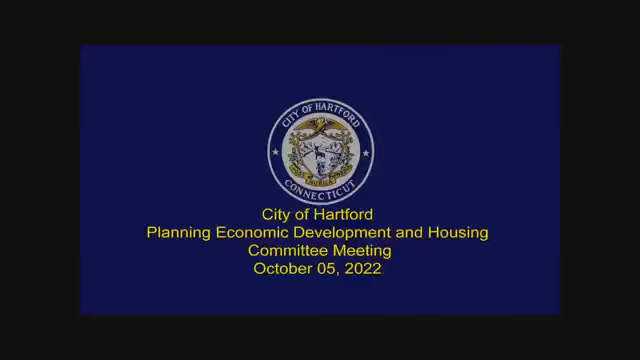 CITY OF HARTFORD
CONNECTICUT
City of Hartford
Planning Economic Development and Housing
Committee Meeting
October 05, 2022